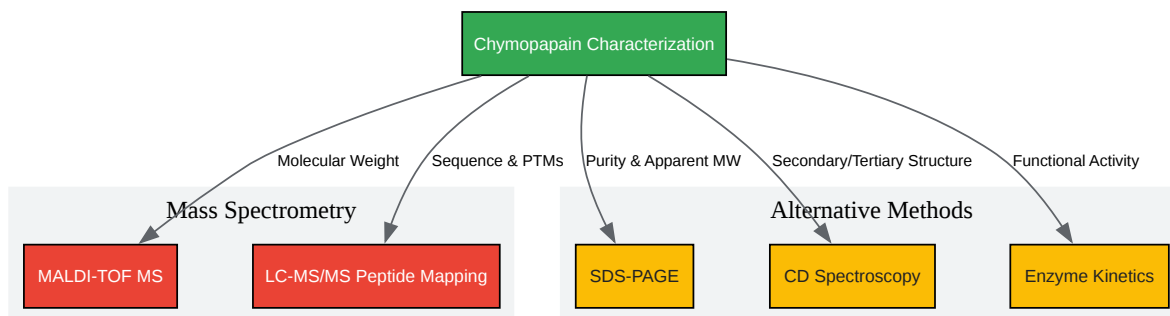 Chymopapain Characterization
Molecular Weight
Sequence & PTMs
Purity & Apparent MW
Secondary/Tertiary Structure
Functional Activity
Mass Spectrometry
Alternative Methods
MALDI-TOF MS
LC-MS/MS Peptide Mapping
SDS-PAGE
CD Spectroscopy
Enzyme Kinetics